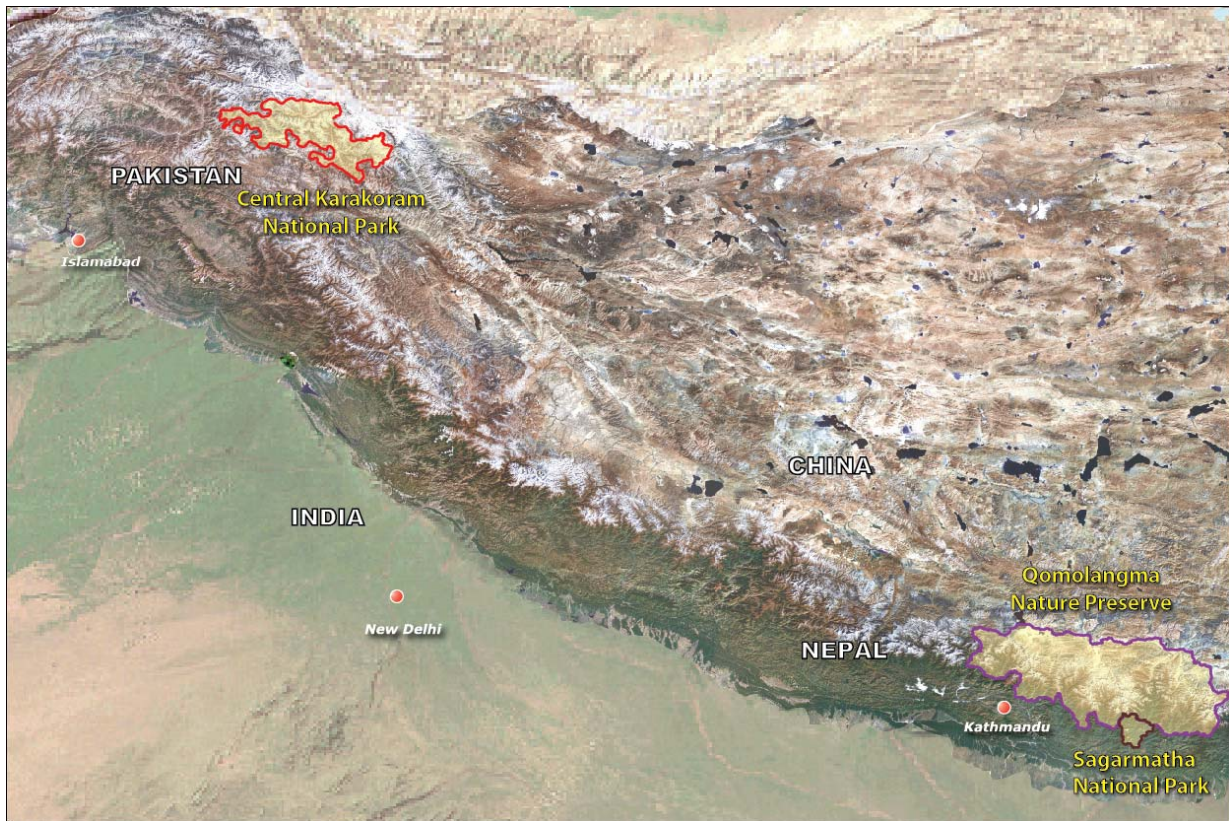 PAKISTAN
Central Karakoram
National Park
Islamabad
CHINA
INDIA
Qomolangma
Nature Preserve
New Delhi
NEPAL
Kathmandu
Sagarmatha
National Park